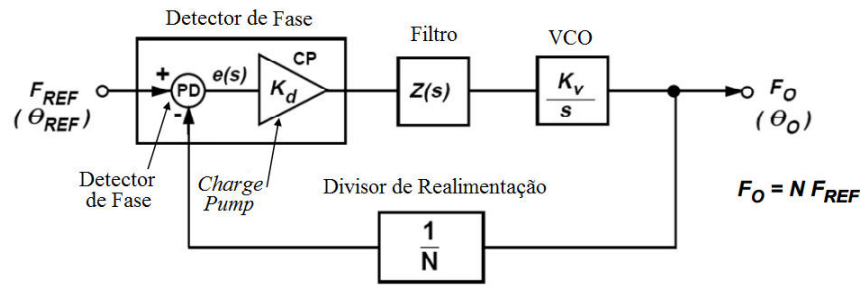 Detector de Fase
Filtro
VCO
CP
F_REF
(θ_REF)
+
PD
-
e(s)
K_d
Z(s)
K_v
s
F_O
(θ_O)
Detector
de Fase
Charge
Pump
Divisor de Realimentação
F_O = N F_REF
1
N